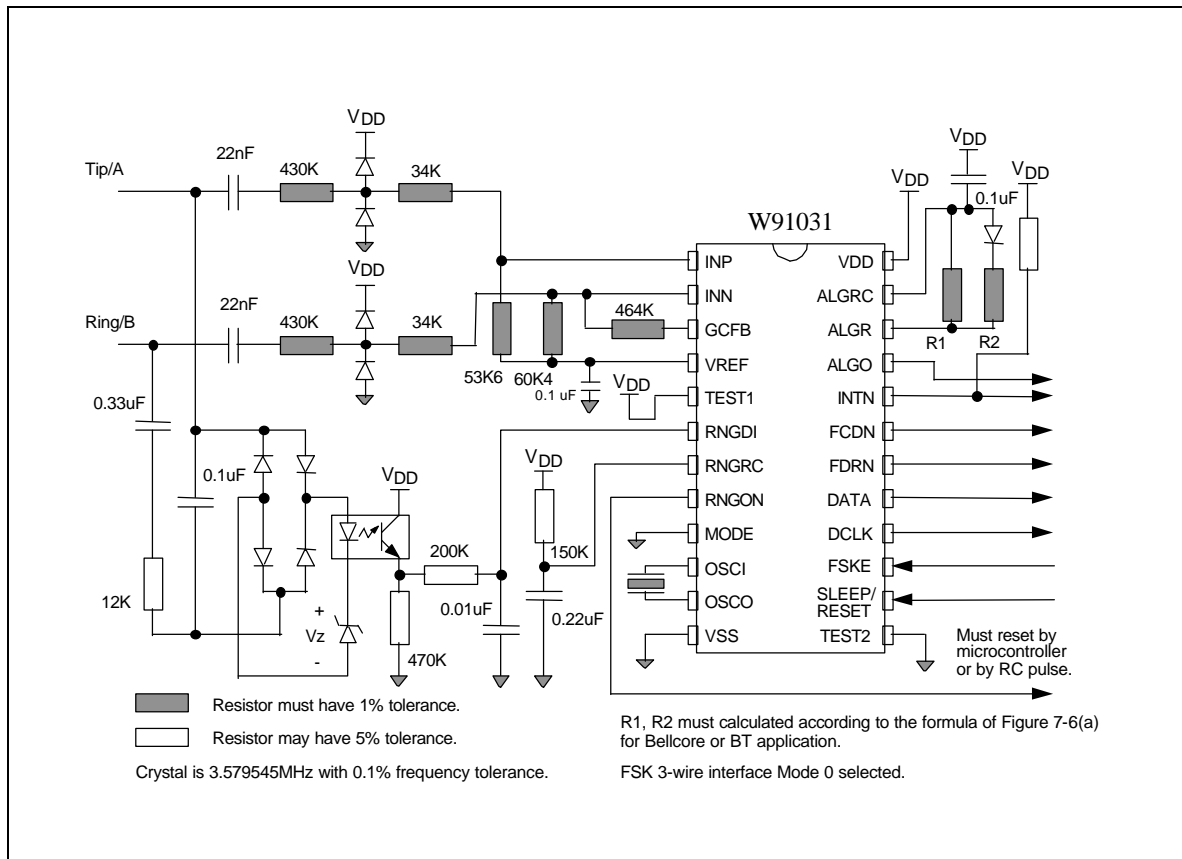 VDD
22nF
430K
34K
Tip/A
VDD
22nF
430K
34K
Ring/B
53K6
60K4
464K
0.1 uF
VDD
0.33uF
0.1uF
12K
+
Vz
-
VDD
200K
470K
0.01uF
VDD
150K
0.22uF
W91031
INP
INN
GCFB
VREF
TEST1
RNGDI
RNGRC
RNGON
MODE
OSCI
OSCO
VSS
VDD
ALGRC
ALGR
ALGO
INTN
FCDN
FDRN
DATA
DCLK
FSKE
SLEEP/
RESET
TEST2
VDD
VDD
0.1uF
VDD
R1
R2
Must reset by
microcontroller
or by RC pulse.
Resistor must have 1% tolerance.
Resistor may have 5% tolerance.
Crystal is 3.579545MHz with 0.1% frequency tolerance.
R1, R2 must calculated according to the formula of Figure 7-6(a)
for Bellcore or BT application.
FSK 3-wire interface Mode 0 selected.